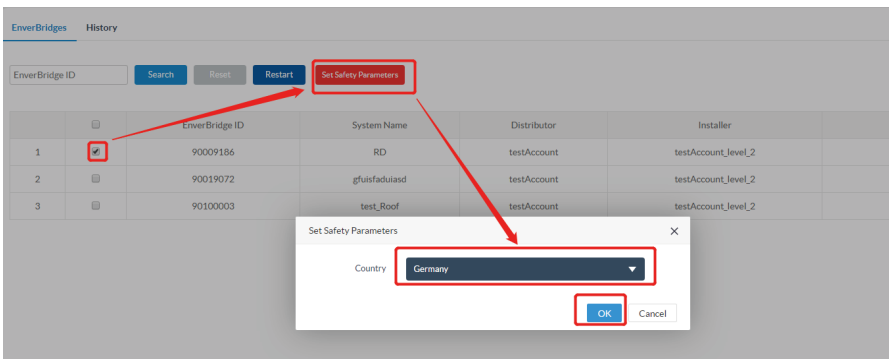 EnverBridges History
EnverBridge ID Search Reset Restart Set Safety Parameters
EnverBridge ID System Name Distributor Installer
1 90009186 RD testAccount testAccount_level_2
2 90019072 gfuisfaduiasd testAccount testAccount_level_2
3 90100003 test_Roof testAccount testAccount_level_2
Set Safety Parameters
Country Germany
OK Cancel